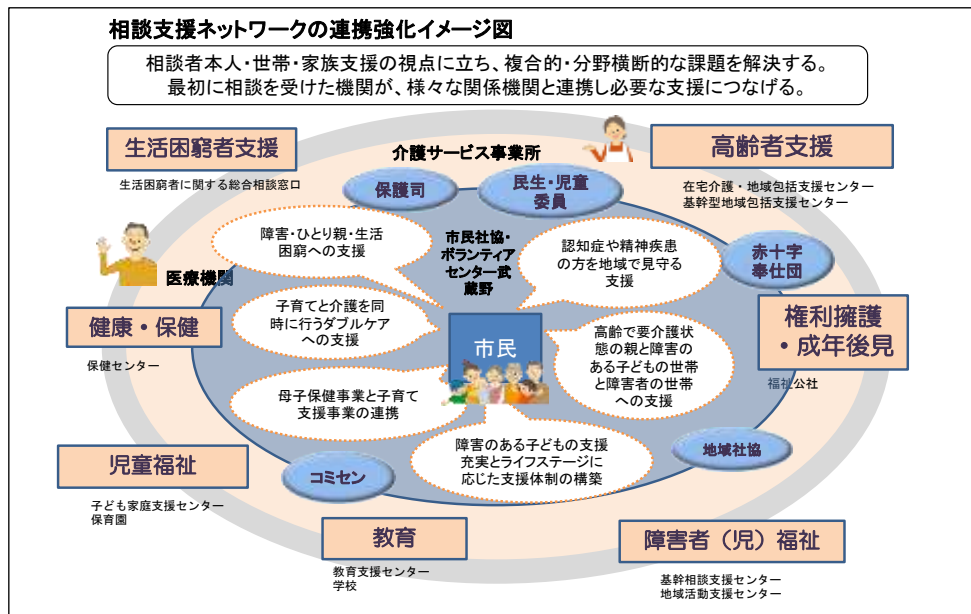 相談支援ネットワークの連携強化イメージ図
相談者本人・世帯・家族支援の視点に立ち、複合的・分野横断的な課題を解決する。
最初に相談を受けた機関が、様々な関係機関と連携し必要な支援につなげる。
生活困窮者支援
生活困窮者に関する総合相談窓口
介護サービス事業所
高齢者支援
在宅介護・地域包括支援センター
基幹型地域包括支援センター
保護司
民生・児童
委員
障害・ひとり親・生活
困窮への支援
市民社協・
ボランティア
センター武
蔵野
認知症や精神疾患
の方を地域で見守る
支援
赤十字
奉仕団
医療機関
健康・保健
保健センター
子育てと介護を同
時に行うダブルケア
への支援
市民
高齢で要介護状
態の親と障害の
ある子どもの世帯
と障害者の世帯
への支援
権利擁護
・成年後見
福祉公社
母子保健事業と子育て
支援事業の連携
障害のある子どもの支援
充実とライフステージに
応じた支援体制の構築
地域社協
コミセン
児童福祉
子ども家庭支援センター
保育園
教育
教育支援センター
学校
障害者(児)福祉
基幹相談支援センター
地域活動支援センター